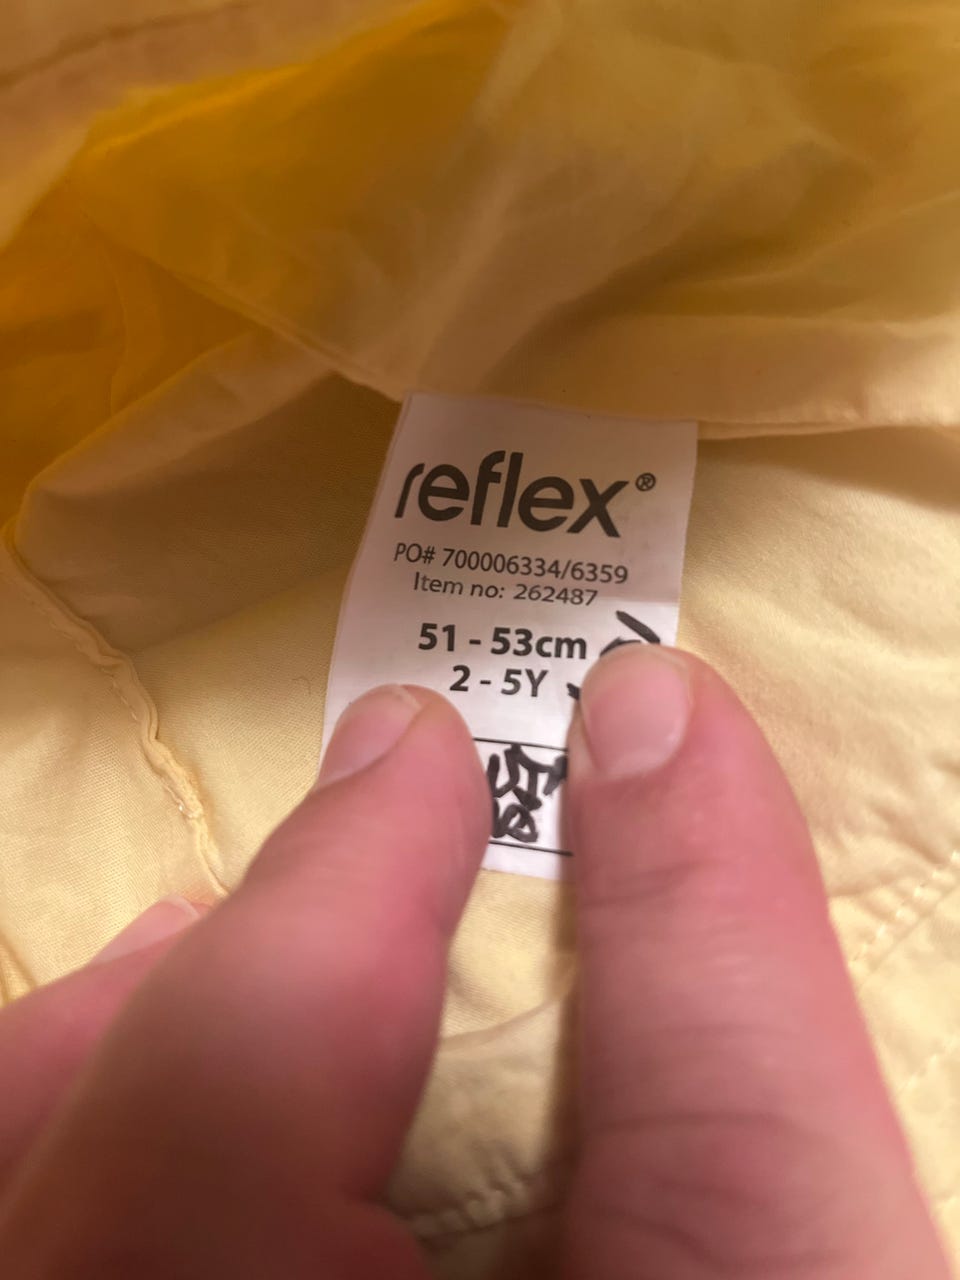 reflex®
PO# 700006334/6359
Item no: 262487
51 - 53cm
2 - 5Y